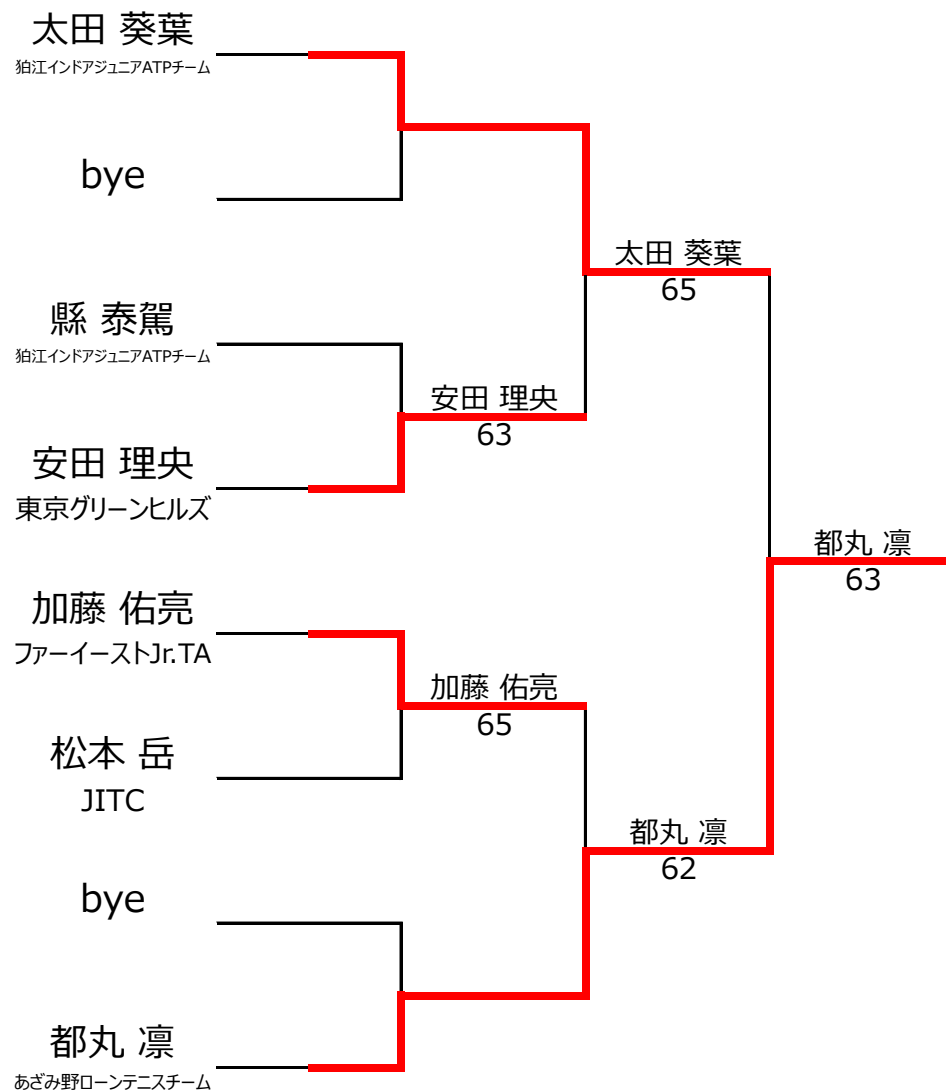 太田 葵葉
狛江インドアジュニアATPチーム
bye
縣 泰駕
狛江インドアジュニアATPチーム
安田 理央
東京グリーンヒルズ
加藤 佑亮
ファーイーストJr.TA
松本 岳
JITC
bye
都丸 凛
あざみ野ローンテニスチーム
安田 理央
63
加藤 佑亮
65
太田 葵葉
65
都丸 凛
62
都丸 凛
63